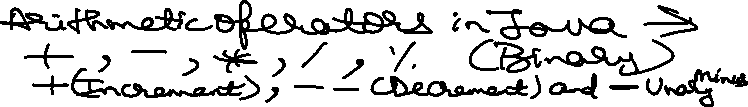 Arithmetic operators in Java →
+, -, *, /, % (Binary)
+(Increment), --(Decrement) and - Unary minus